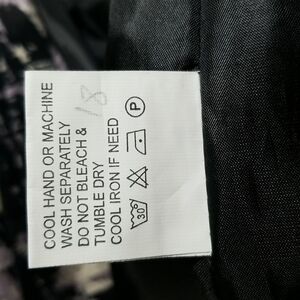 COOL HAND OR MACHINE
WASH SEPARATELY
DO NOT BLEACH &
TUMBLE DRY
COOL IRON IF NEED
18
30°
P